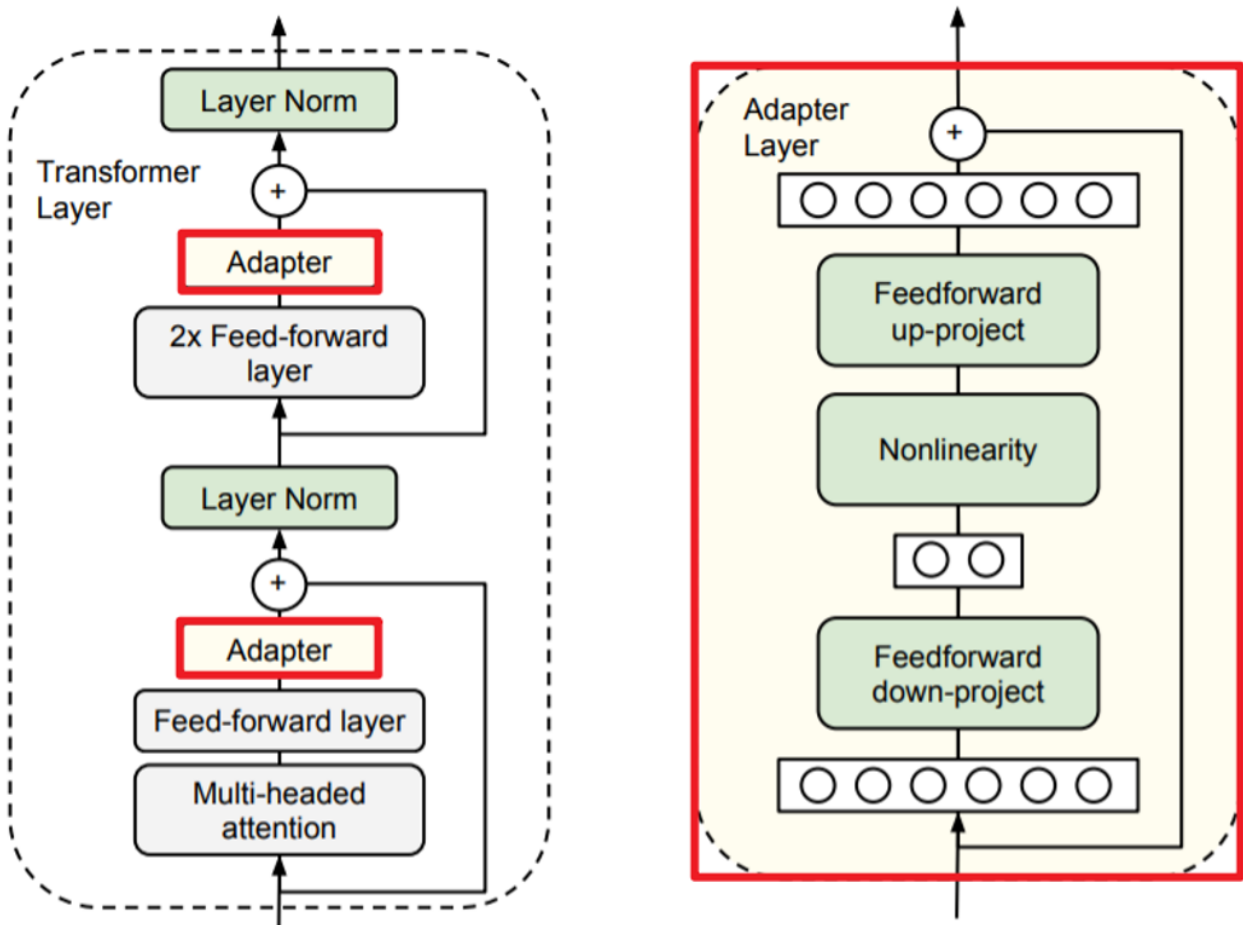 Layer Norm
Transformer
Layer
+
Adapter
2x Feed-forward
layer
Layer Norm
+
Adapter
Feed-forward layer
Multi-headed
attention
Adapter
Layer
+
Feedforward
up-project
Nonlinearity
Feedforward
down-project